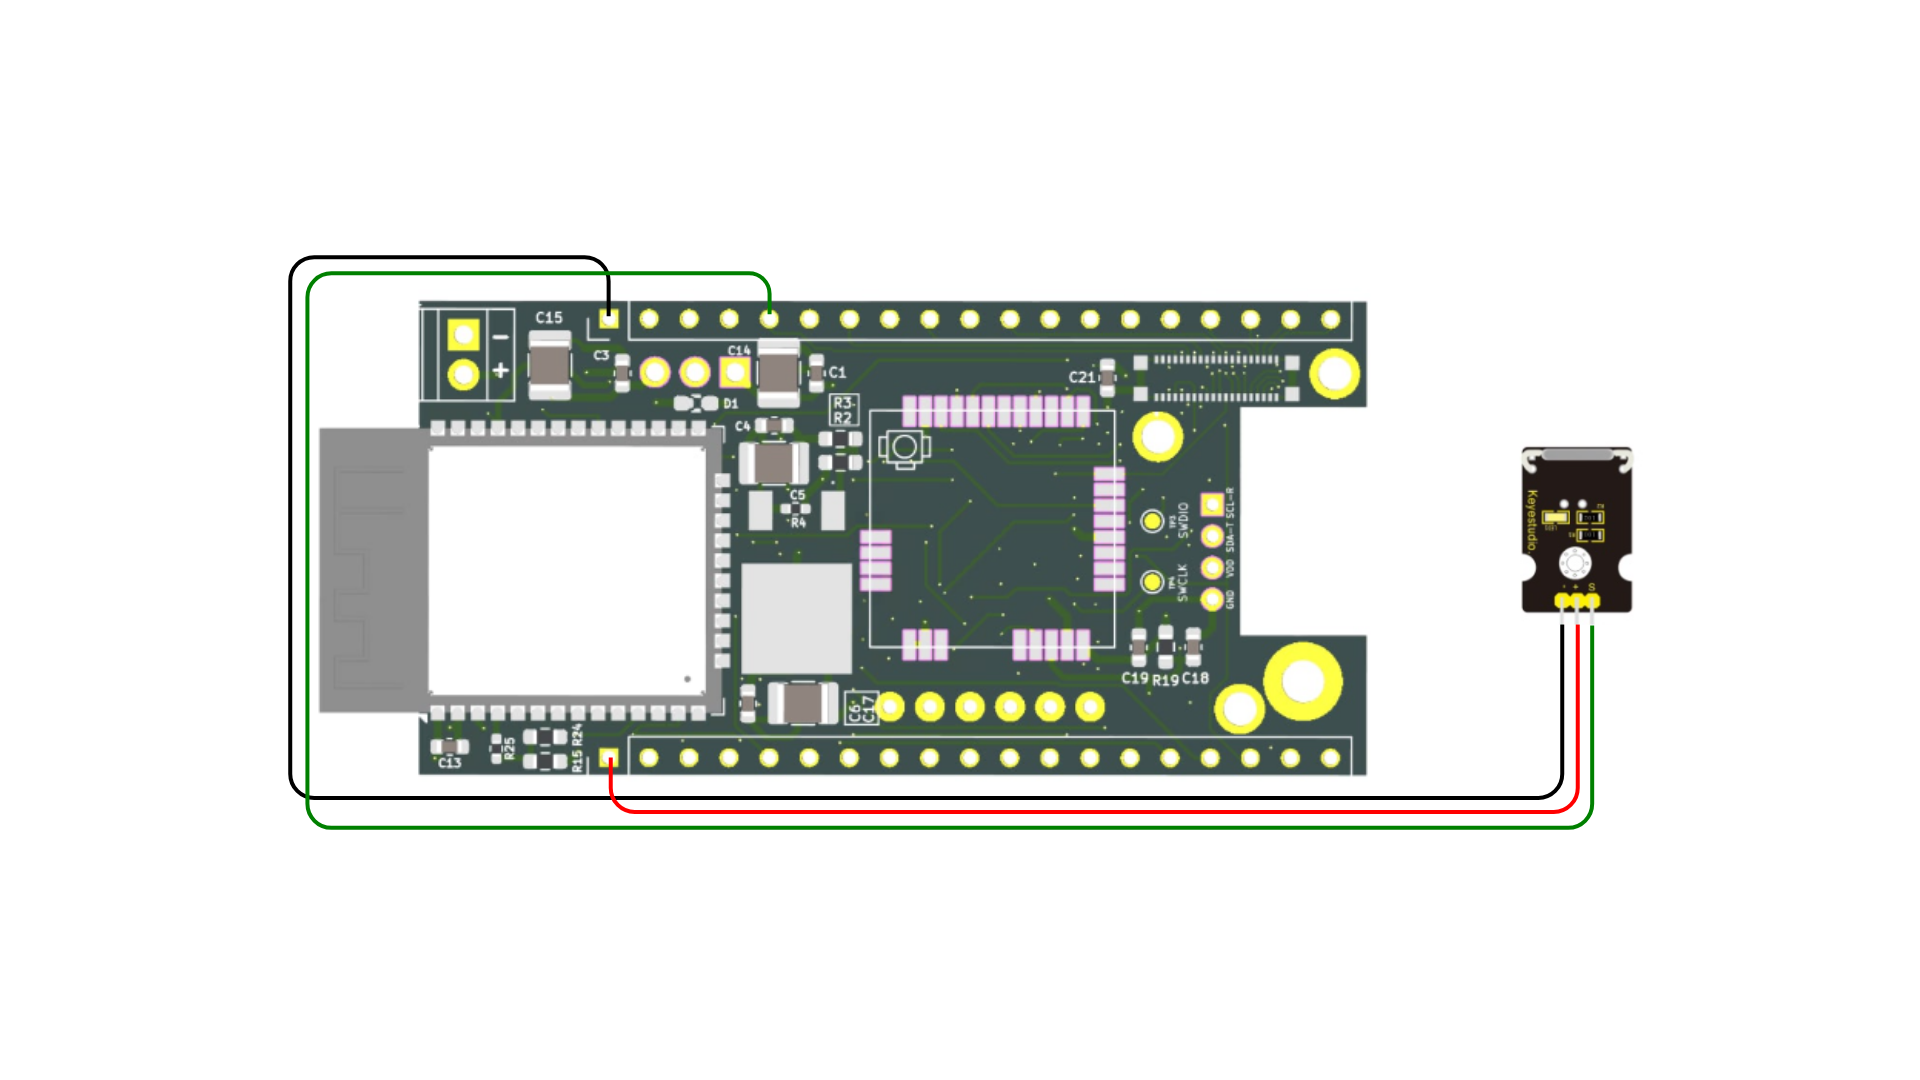 C15
−
+
C3
C14
C1
D1
R3
R2
C4
C5
R4
C21
SCL-R
SDA-T
VDD
GND
TP3
SWDIO
TP4
SWCLK
C19 R19 C18
C6
C17
C13
R25
R24
R15
Keyestudio
- + S